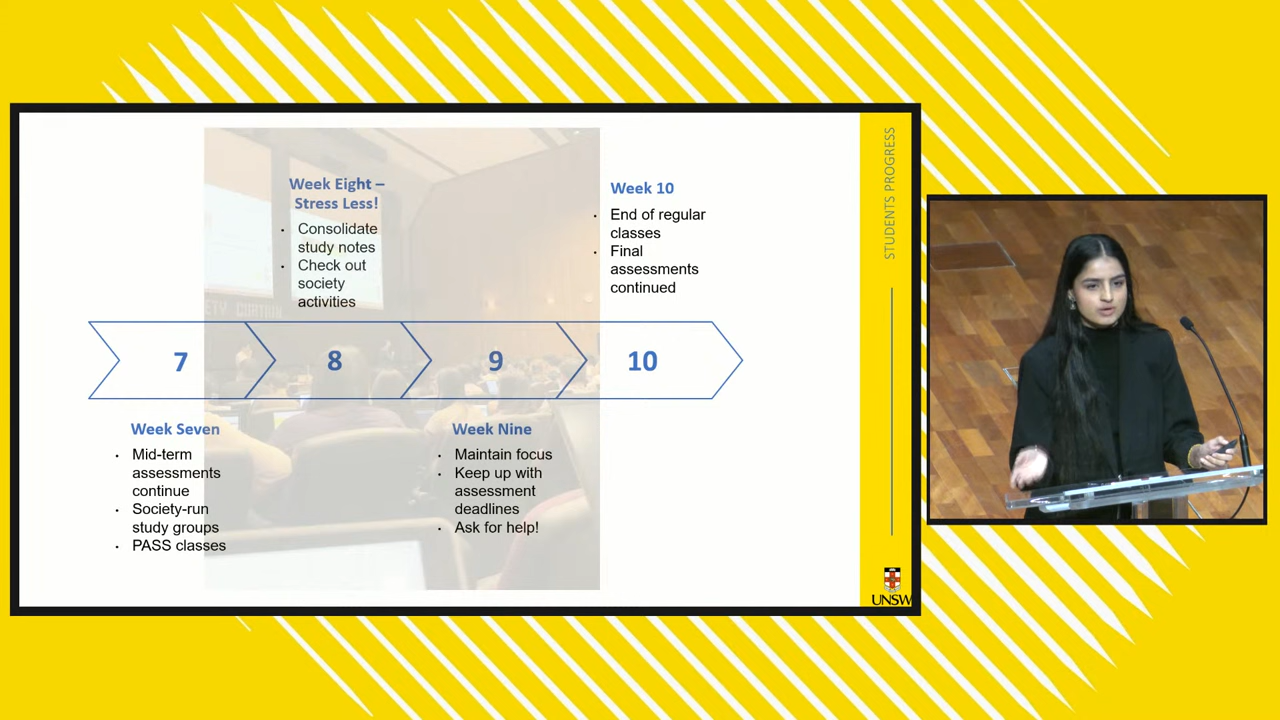 Week Eight –
Stress Less!
• Consolidate
study notes
• Check out
society
activities
Week 10
• End of regular
classes
• Final
assessments
continued
7
8
9
10
Week Seven
• Mid-term
assessments
continue
• Society-run
study groups
• PASS classes
Week Nine
• Maintain focus
• Keep up with
assessment
deadlines
• Ask for help!
STUDENTS PROGRESS
UNSW